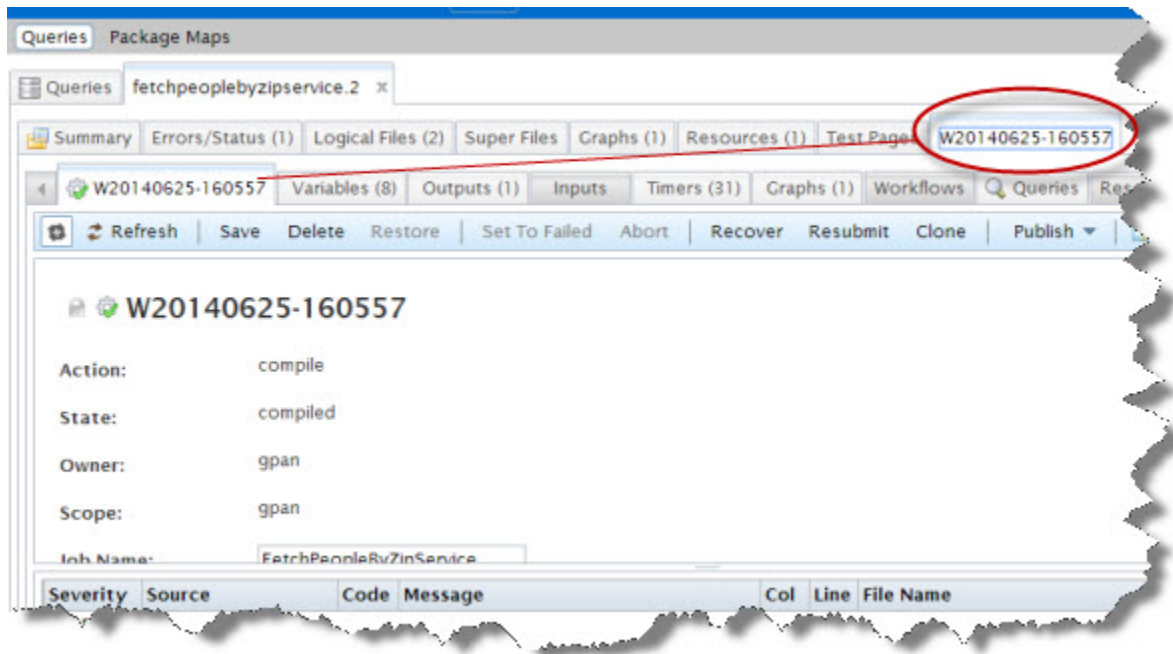 Queries Package Maps
Queries fetchpeoplebyzipservice.2 x
Summary Errors/Status (1) Logical Files (2) Super Files Graphs (1) Resources (1) Test Pages W20140625-160557
W20140625-160557 Variables (8) Outputs (1) Inputs Timers (31) Graphs (1) Workflows Queries
Refresh Save Delete Restore Set To Failed Abort Recover Resubmit Clone Publish
W20140625-160557
Action: compile
State: compiled
Owner: gpan
Scope: gpan
Job Name: FetchPeopleByZipService
Severity Source Code Message Col Line File Name